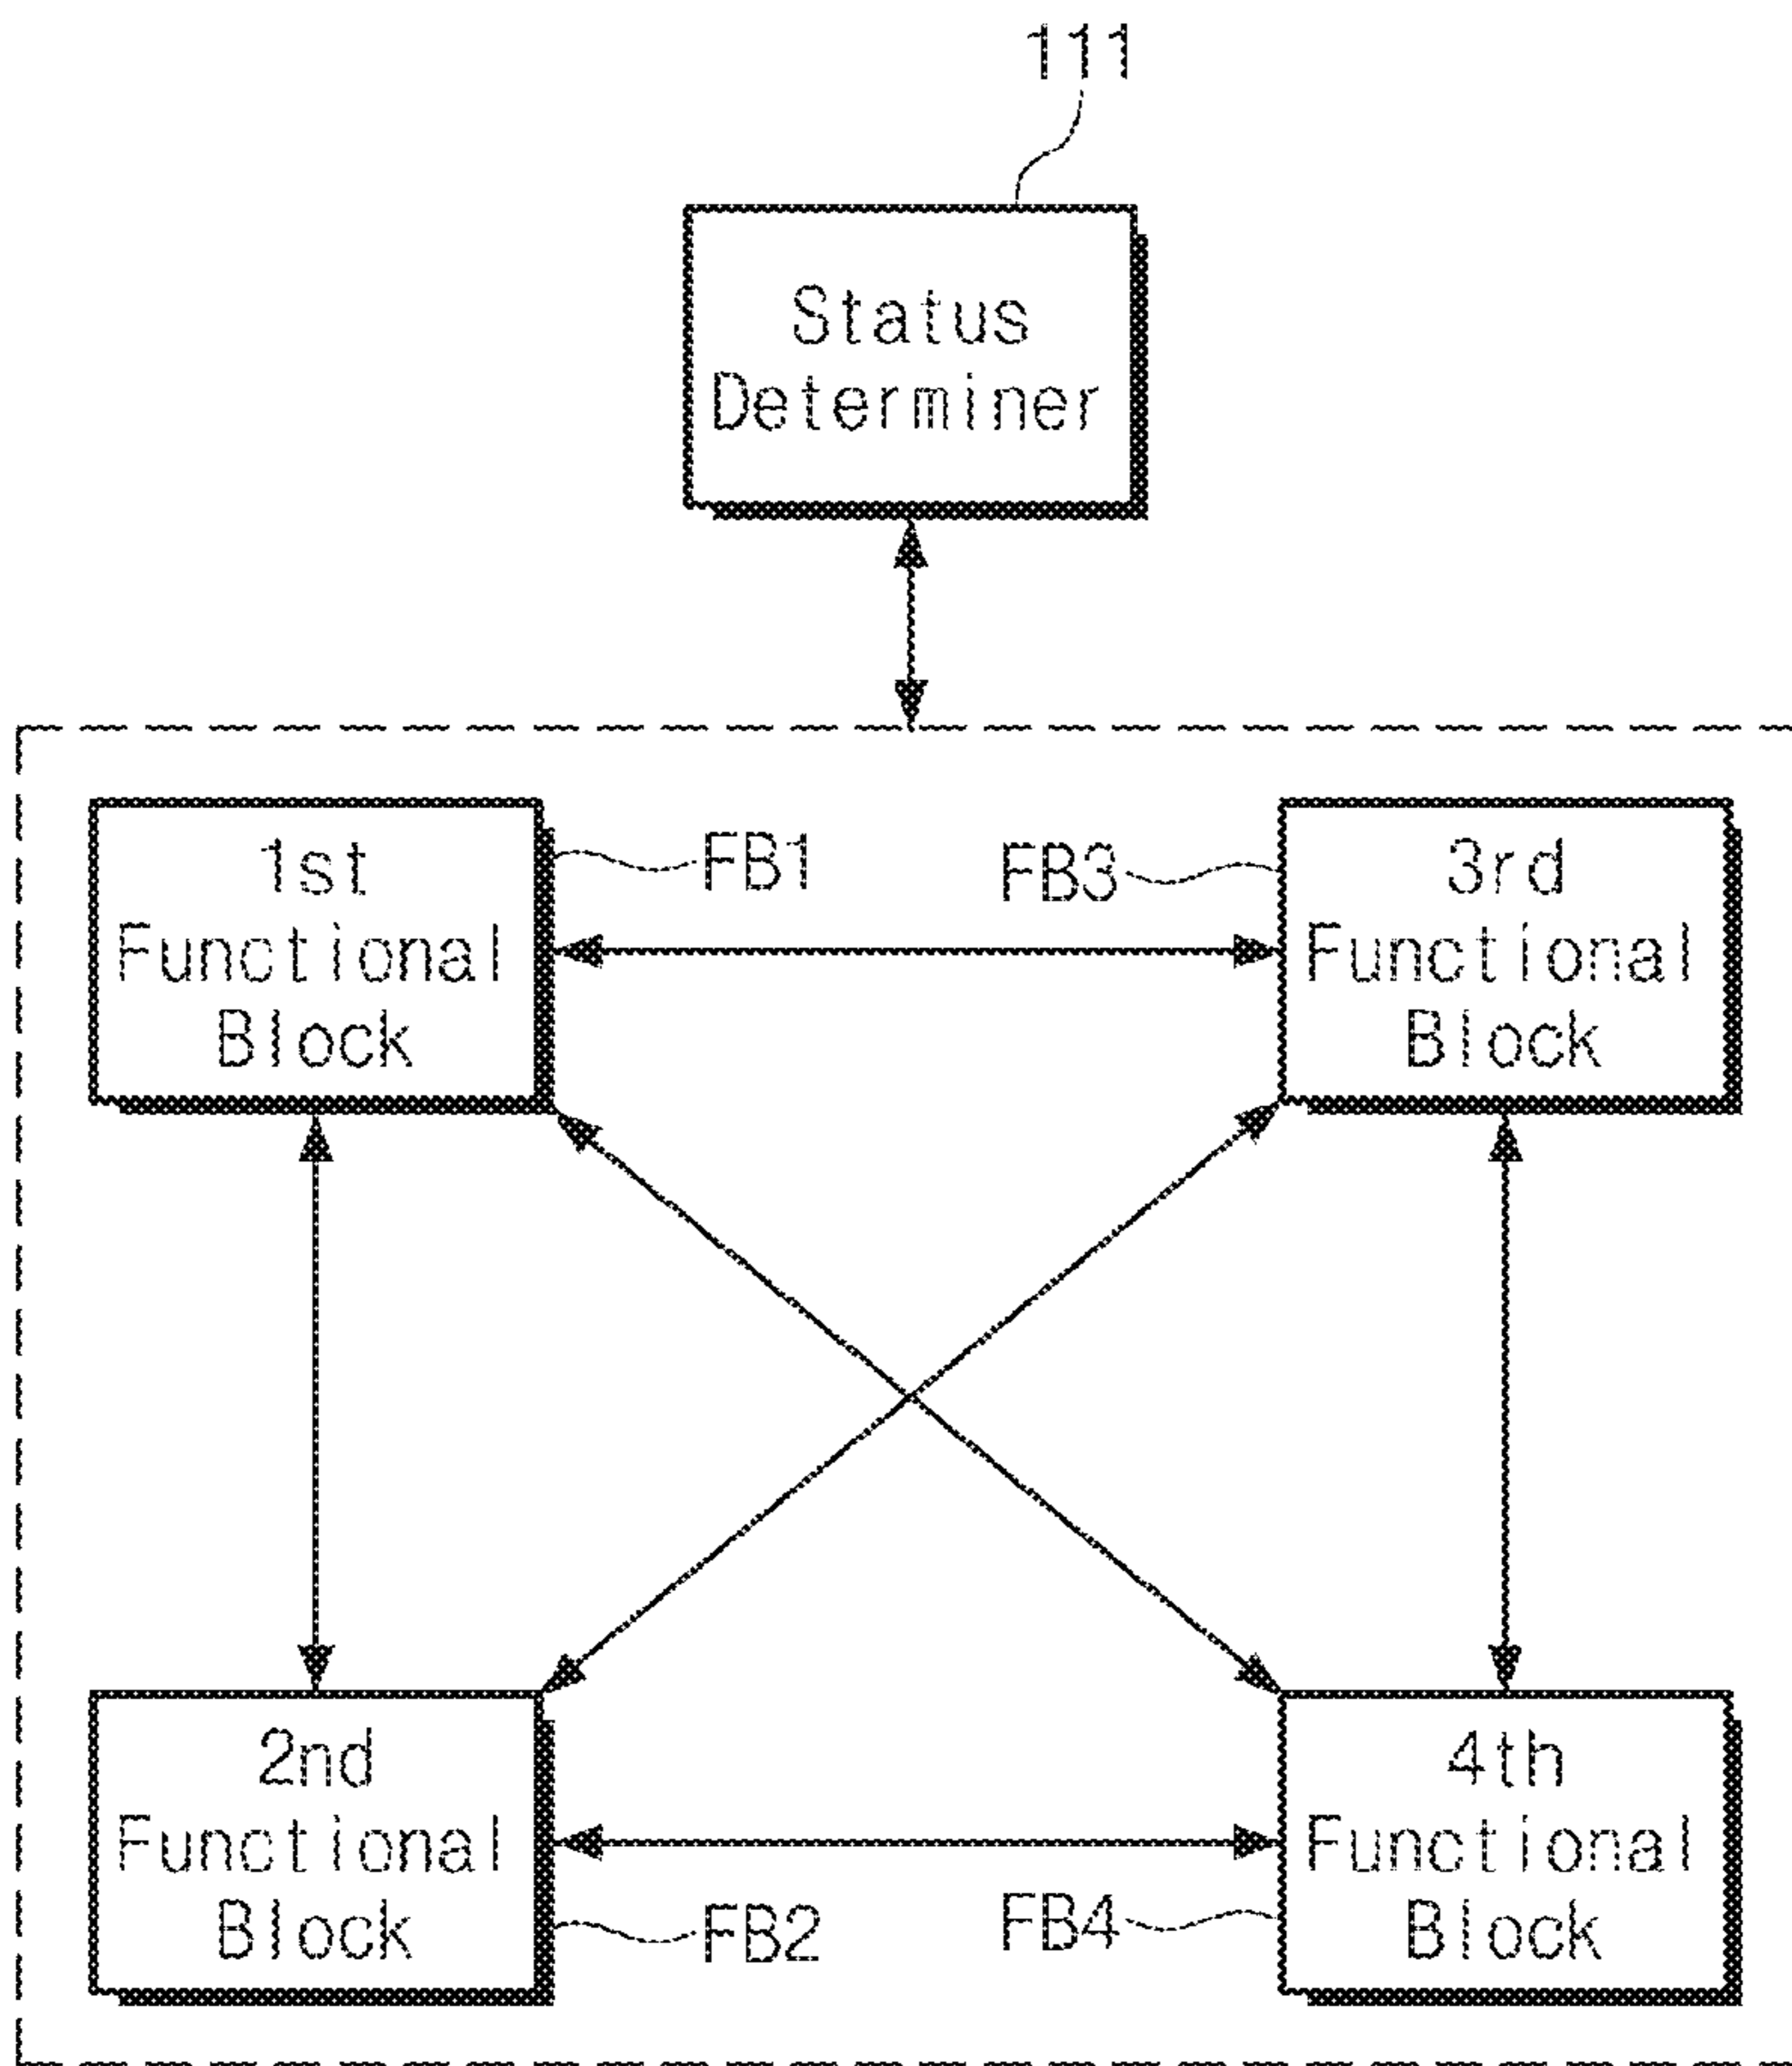 111
Status
Determiner
1st
Functional
Block
FB1
FB3
3rd
Functional
Block
2nd
Functional
Block
FB2
FB4
4th
Functional
Block